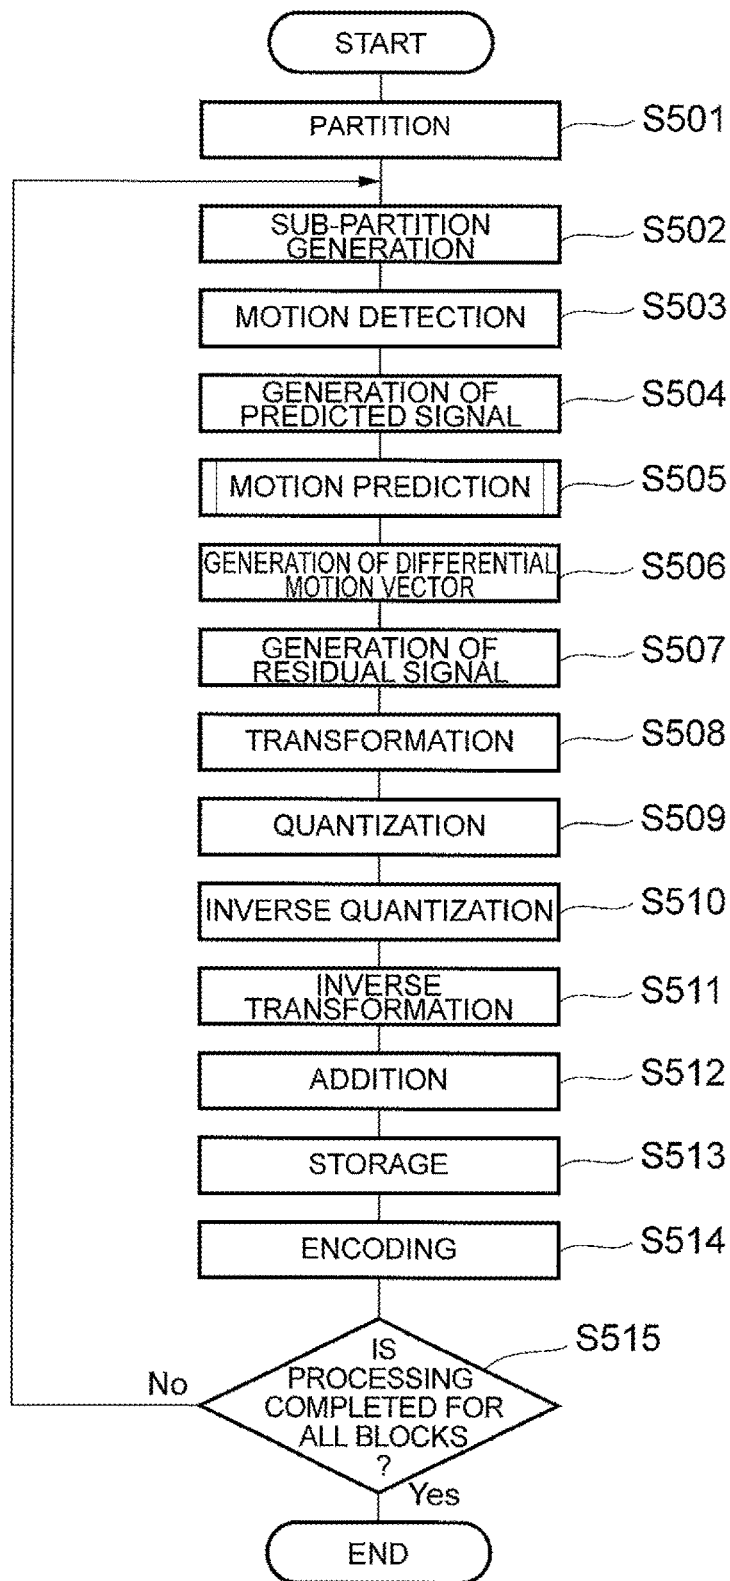 START
PARTITION
S501
SUB-PARTITION
GENERATION
S502
MOTION DETECTION
S503
GENERATION OF
PREDICTED SIGNAL
S504
MOTION PREDICTION
S505
GENERATION OF DIFFERENTIAL
MOTION VECTOR
S506
GENERATION OF
RESIDUAL SIGNAL
S507
TRANSFORMATION
S508
QUANTIZATION
S509
INVERSE QUANTIZATION
S510
INVERSE
TRANSFORMATION
S511
ADDITION
S512
STORAGE
S513
ENCODING
S514
IS
PROCESSING
COMPLETED FOR
ALL BLOCKS
?
S515
No
Yes
END